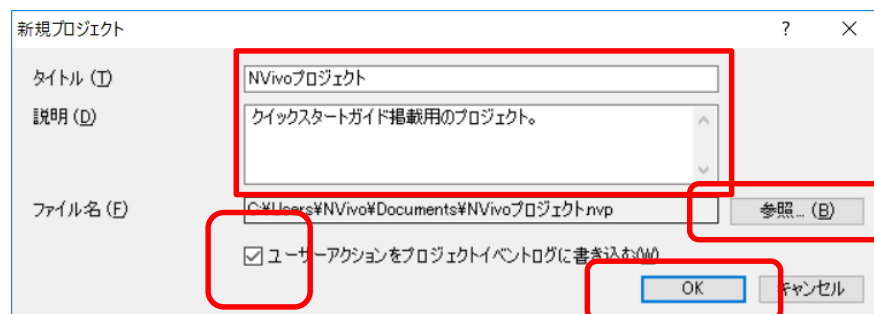 新規プロジェクト ?
タイトル (T) NVivoプロジェクト
説明 (D) クイックスタートガイド掲載用のプロジェクト。
ファイル名 (F) C:¥Users¥NVivo¥Documents¥NVivoプロジェクト.nvp 参照... (B)
ユーザーアクションをプロジェクトイベントログに書き込む(W)
OK キャンセル